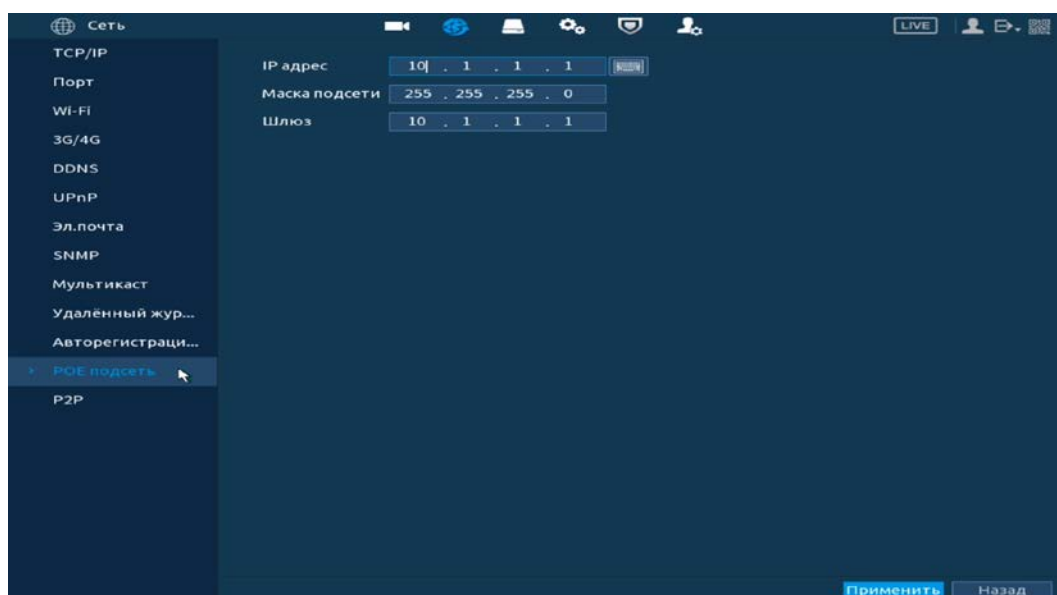 Сеть
LIVE
TCP/IP
Порт
Wi-Fi
3G/4G
DDNS
UPnP
Эл.почта
SNMP
Мультикаст
Удалённый жур...
Авторегистраци...
POE подсеть
P2P
IP адрес 10 . 1 . 1 . 1
Маска подсети 255 . 255 . 255 . 0
Шлюз 10 . 1 . 1 . 1
Применить Назад